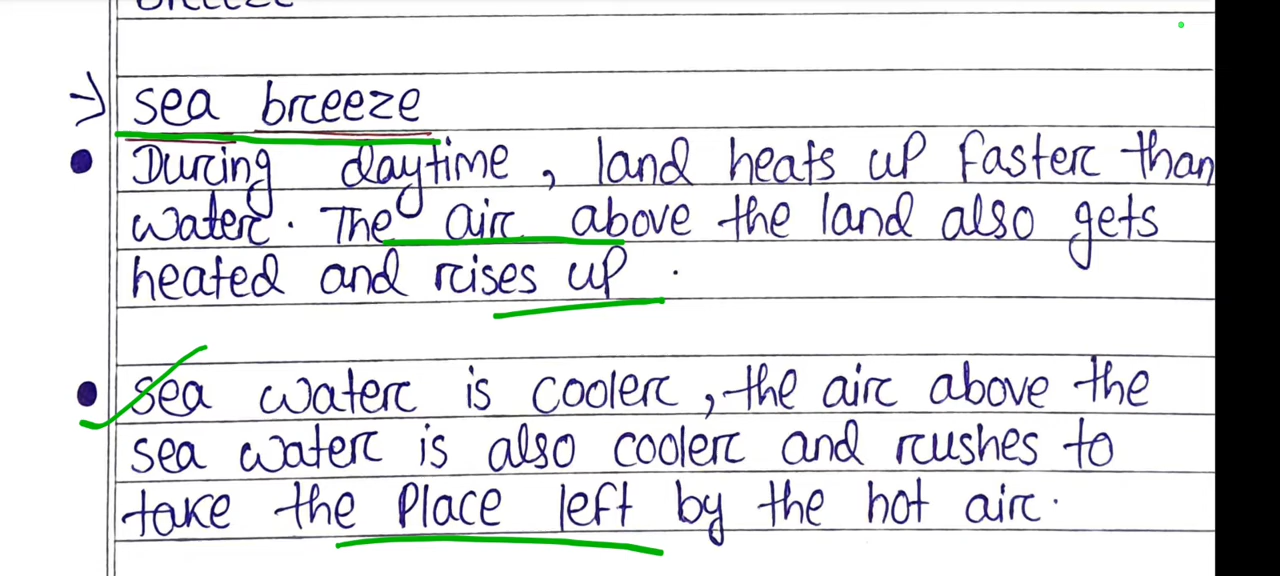 breeze
→ sea breeze
• During daytime, land heats up faster than
water. The air above the land also gets
heated and rises up.
• sea water is cooler, the air above the
sea water is also cooler and rushes to
take the Place left by the hot air.